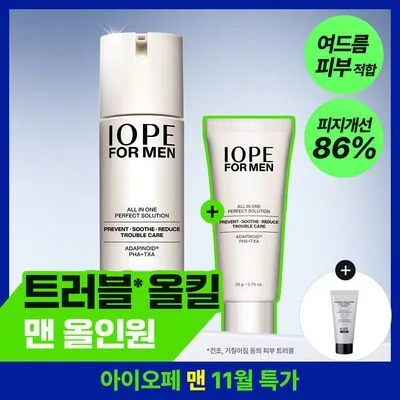 여드름
피부 적합
피지개선
86%
IOPE
FOR MEN
ALL IN ONE
PERFECT SOLUTION
PREVENT · SOOTHE · REDUCE
TROUBLE CARE
ADAPINOID®
PHA+TXA
+
IOPE
FOR MEN
ALL IN ONE
PERFECT SOLUTION
PREVENT · SOOTHE · REDUCE
TROUBLE CARE
ADAPINOID®
PHA+TXA
20 g / 0.70 oz.
+
IOPE
트러블* 올킬
맨 올인원
*건조, 거칠어짐 등의 피부 트러블
아이오페 맨 11월 특가